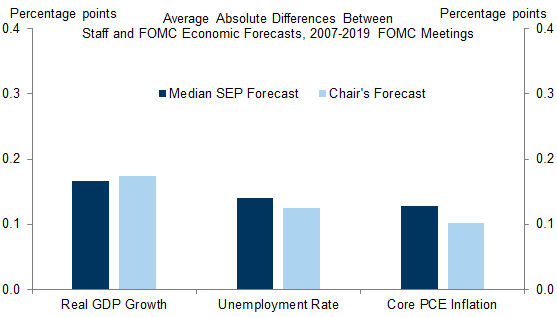 Percentage points
Percentage points
Average Absolute Differences Between
Staff and FOMC Economic Forecasts, 2007-2019 FOMC Meetings
0.4
0.4
Median SEP Forecast
Chair's Forecast
0.3
0.3
0.2
0.2
0.1
0.1
0.0
0.0
Real GDP Growth
Unemployment Rate
Core PCE Inflation